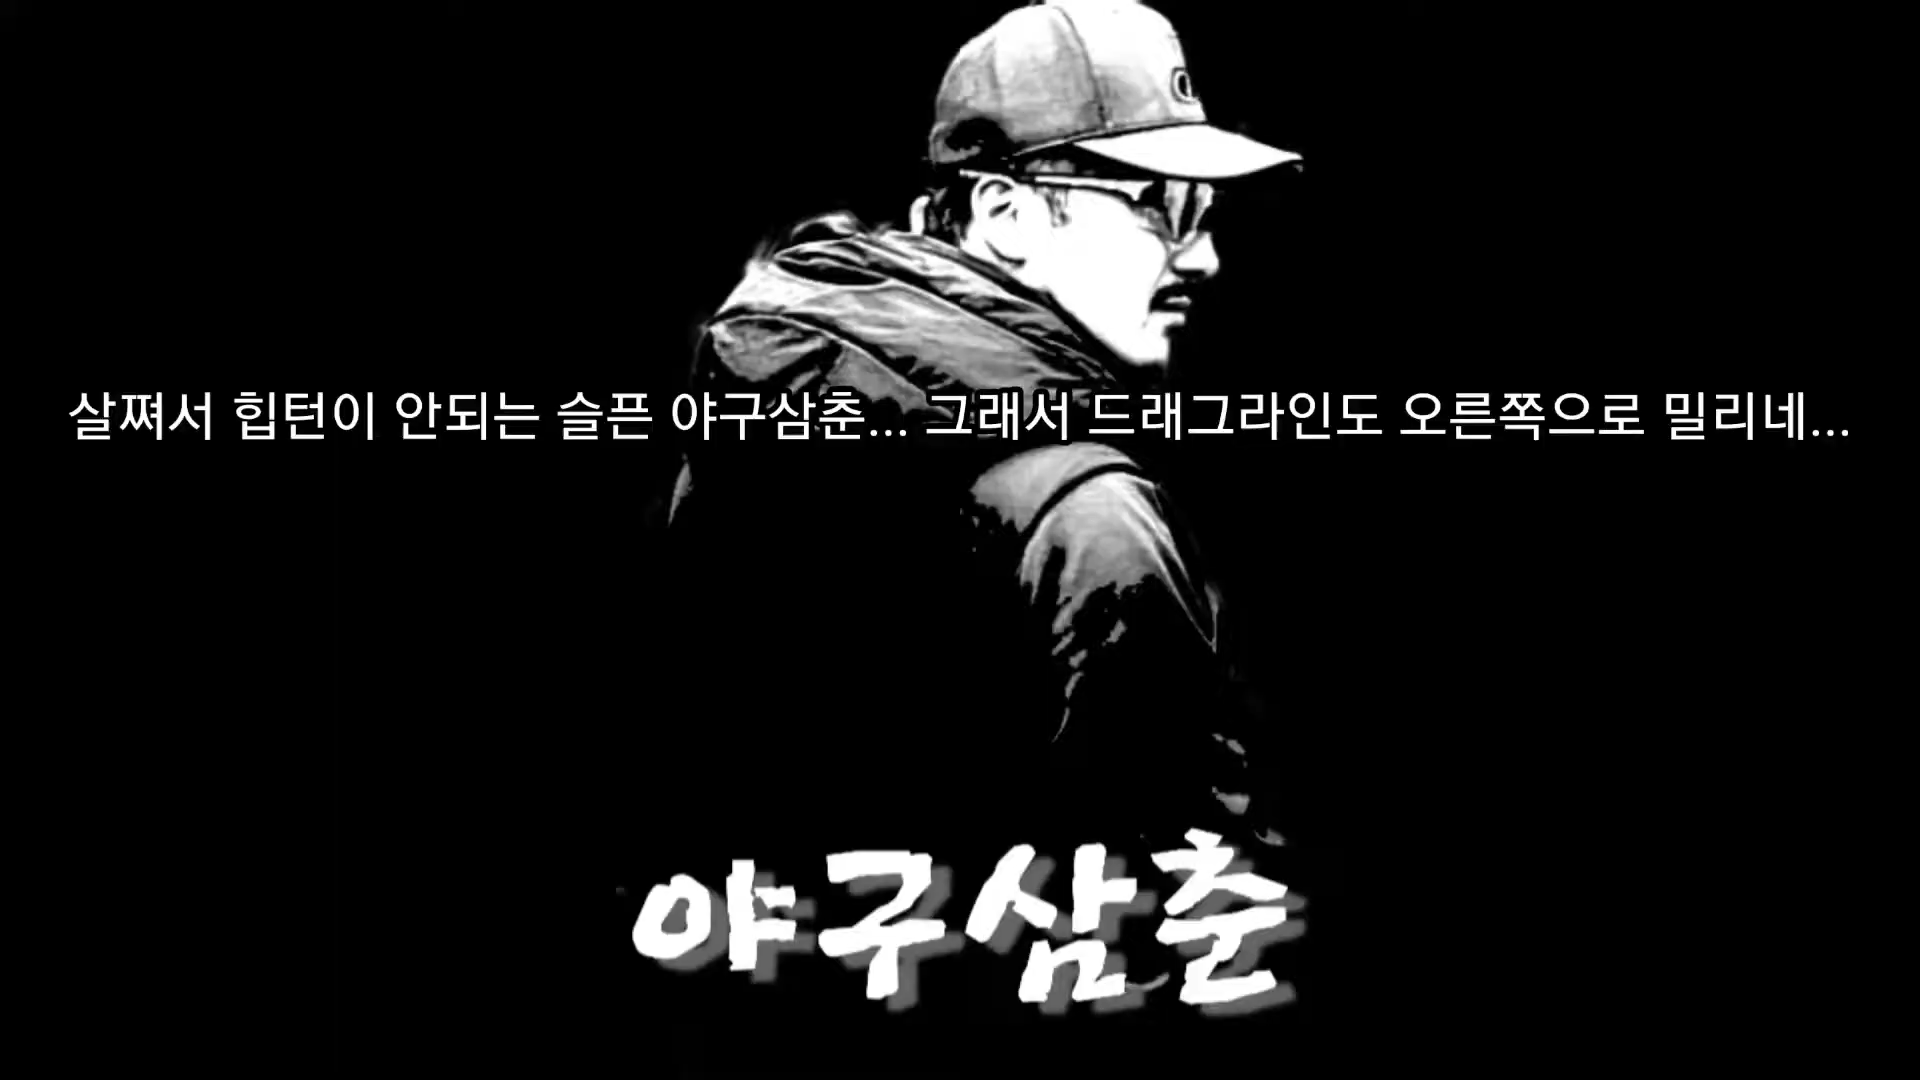 살쪄서 힙턴이 안되는 슬픈 야구삼춘... 그래서 드래그라인도 오른쪽으로 밀리네...
야구삼춘